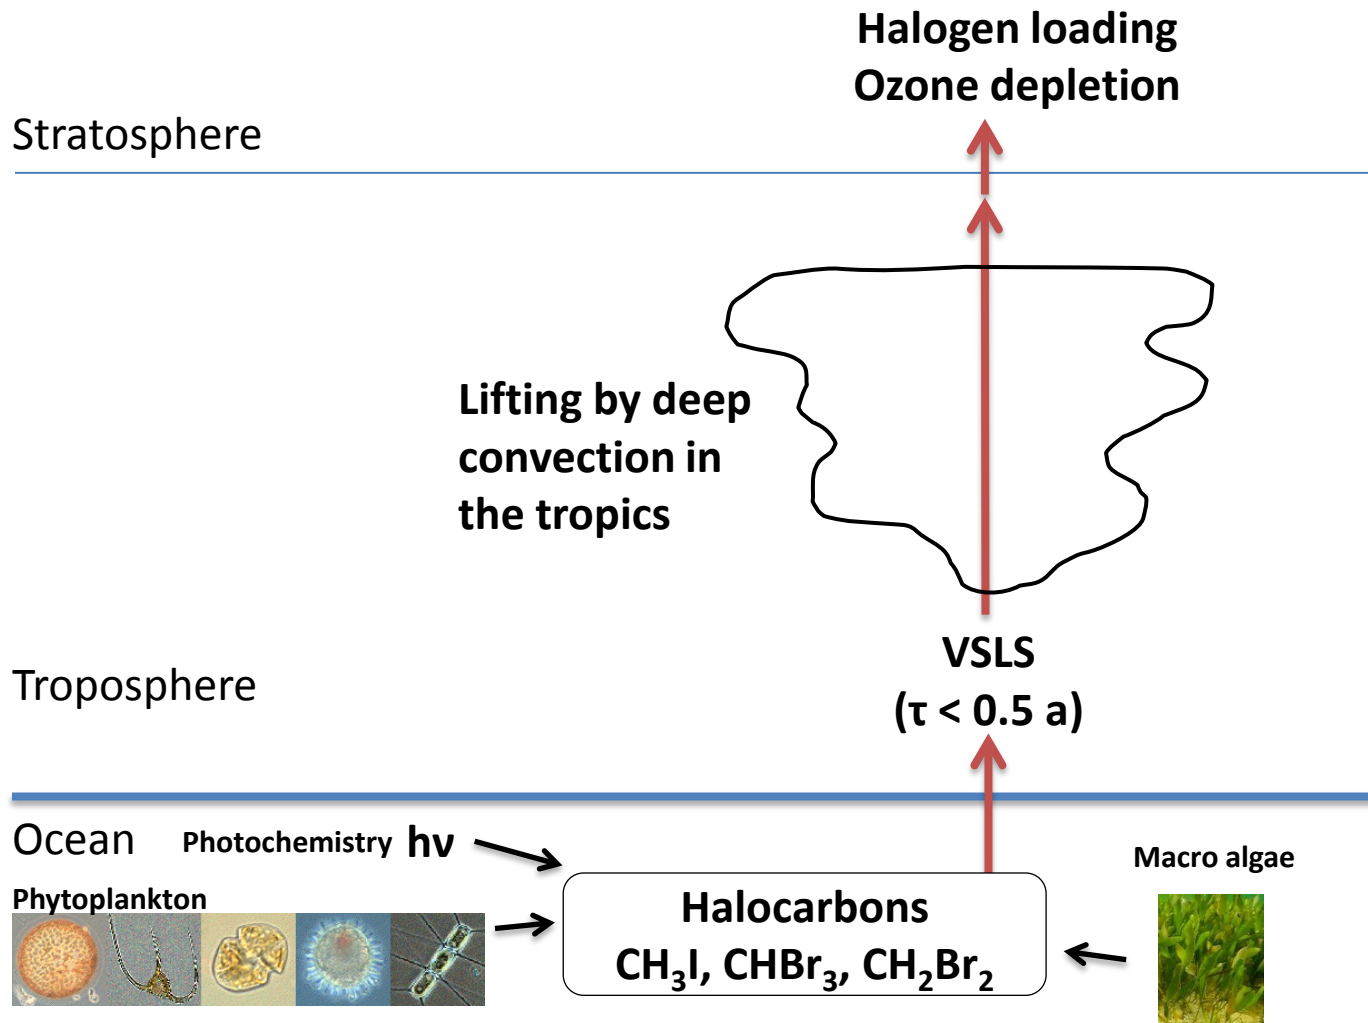 Halogen loading
Ozone depletion
Stratosphere
Lifting by deep
convection in
the tropics
VSLS
(τ < 0.5 a)
Troposphere
Ocean
Photochemistry hν
Macro algae
Phytoplankton
Halocarbons
CH₃I, CHBr₃, CH₂Br₂